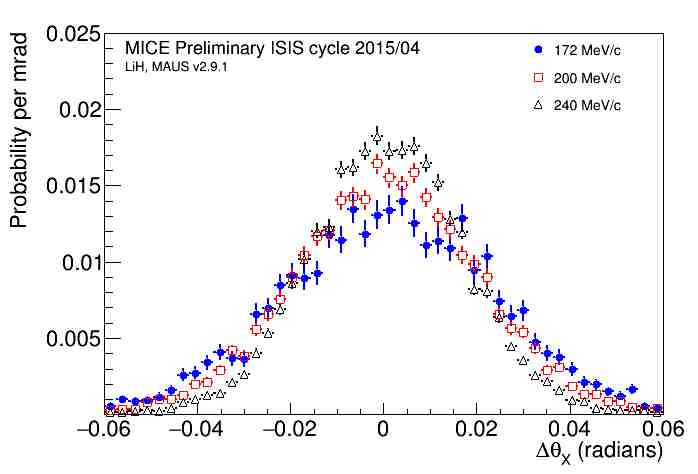 0.025
0.02
0.015
0.01
0.005
Probability per mrad
MICE Preliminary ISIS cycle 2015/04
LiH, MAUS v2.9.1
172 MeV/c
200 MeV/c
240 MeV/c
−0.06 −0.04 −0.02 0 0.02 0.04 0.06
Δθ_X (radians)